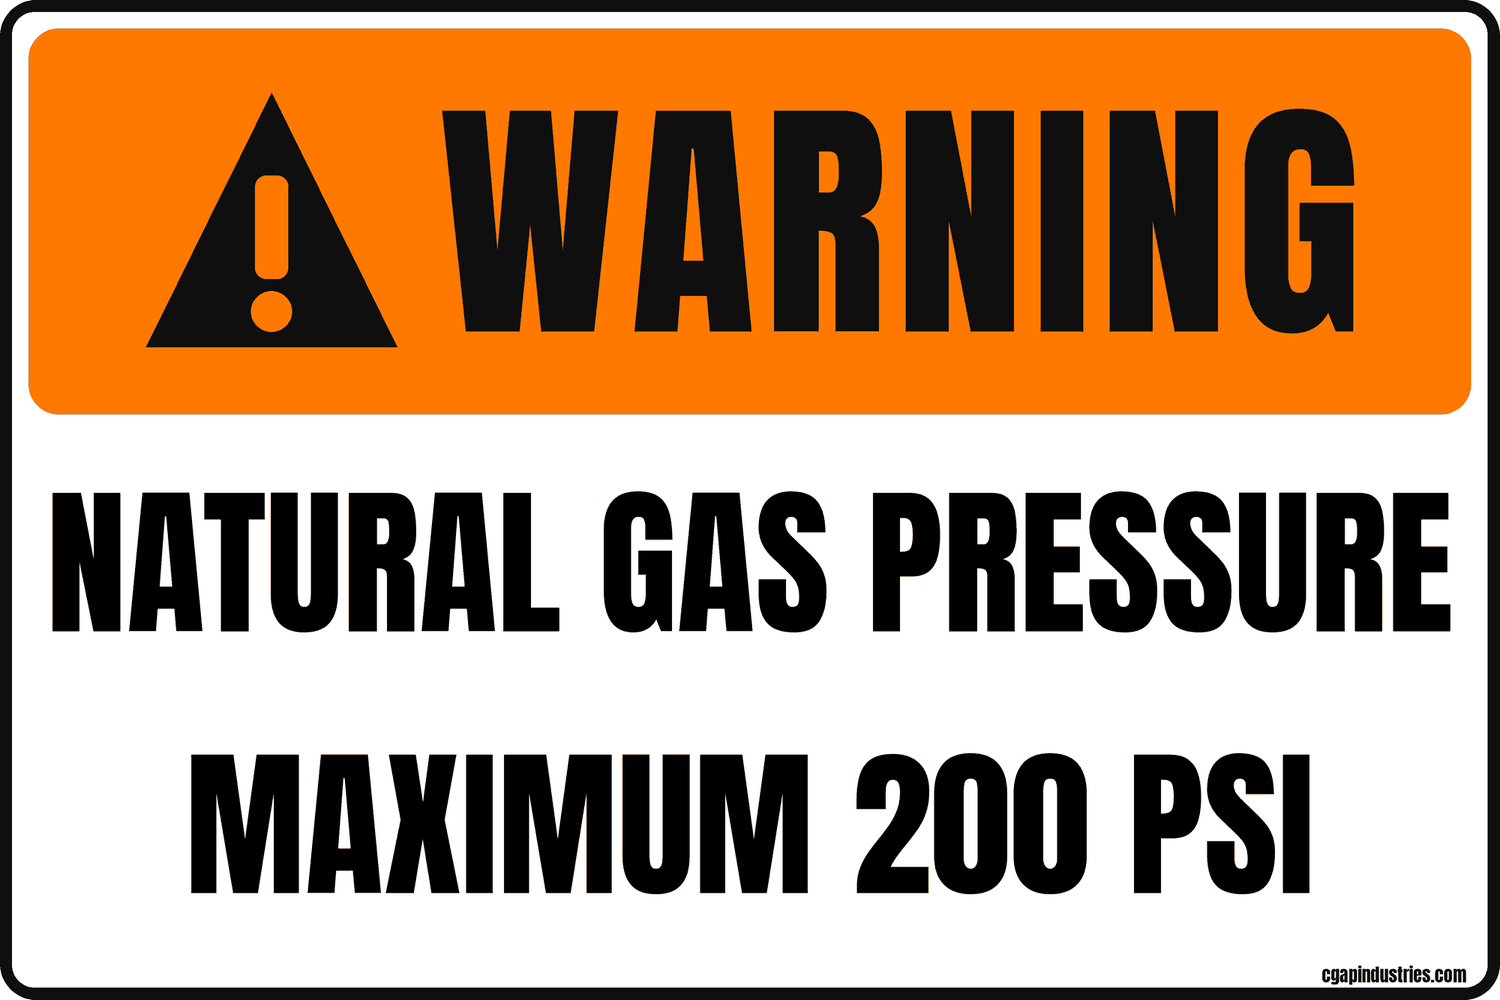 WARNING
NATURAL GAS PRESSURE
MAXIMUM 200 PSI
cgapindustries.com